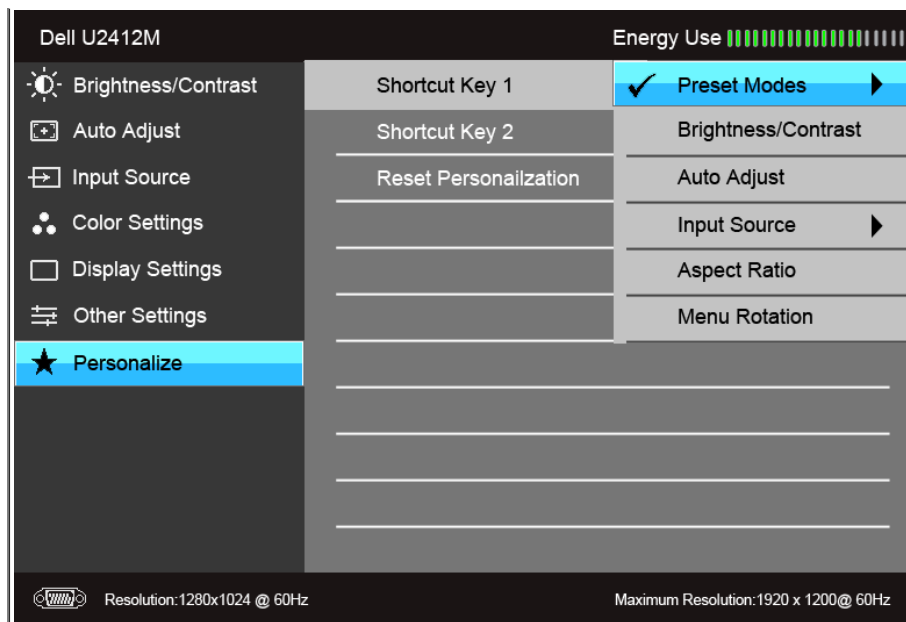 Dell U2412M
Energy Use
Brightness/Contrast
Auto Adjust
Input Source
Color Settings
Display Settings
Other Settings
Personalize
Shortcut Key 1
Shortcut Key 2
Reset Personailzation
Preset Modes
Brightness/Contrast
Auto Adjust
Input Source
Aspect Ratio
Menu Rotation
Resolution:1280x1024 @ 60Hz
Maximum Resolution:1920 x 1200@ 60Hz